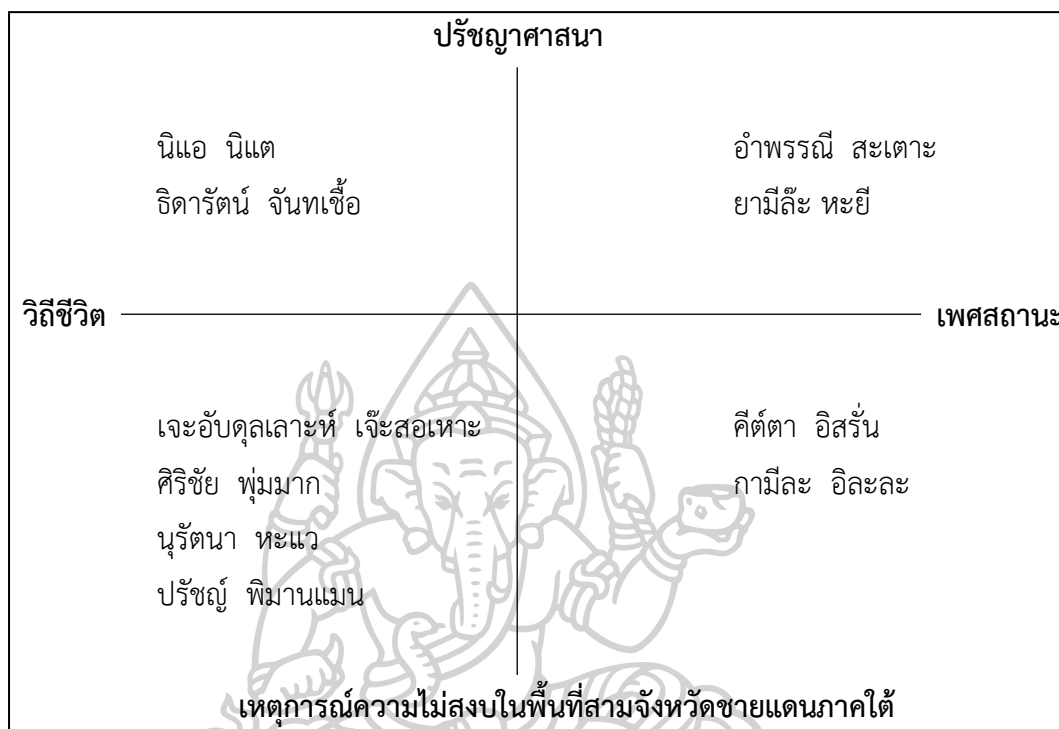 ปรัชญาศาสนา
นิแอ นิแต
อำพรรณี สะเตาะ
ธิดารัตน์ จันทเชื้อ
ยามีล๊ะ หะยี
วิถีชีวิต
เพศสถานะ
เจะอับดุลเลาะห์ เจ๊ะสอเหาะ
คีต์ตา อิสรั่น
ศิริชัย พุ่มมาก
กามีละ อิละละ
นุรัตนา หะแว
ปรัชญ์ พิมานแมน
เหตุการณ์ความไม่สงบในพื้นที่สามจังหวัดชายแดนภาคใต้